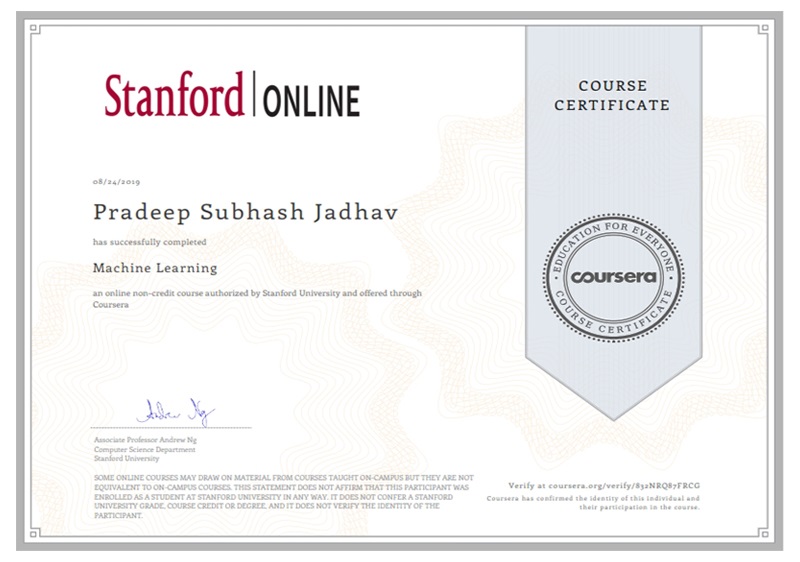 Stanford ONLINE
COURSE
CERTIFICATE
08/24/2019
Pradeep Subhash Jadhav
has successfully completed
Machine Learning
an online non-credit course authorized by Stanford University and offered through
Coursera
EDUCATION FOR EVERYONE
coursera
COURSE CERTIFICATE
Andrew Ng
Associate Professor Andrew Ng
Computer Science Department
Stanford University
SOME ONLINE COURSES MAY DRAW ON MATERIAL FROM COURSES TAUGHT ON-CAMPUS BUT THEY ARE NOT
EQUIVALENT TO ON-CAMPUS COURSES. THIS STATEMENT DOES NOT AFFIRM THAT THIS PARTICIPANT WAS
ENROLLED AS A STUDENT AT STANFORD UNIVERSITY IN ANY WAY. IT DOES NOT CONFER A STANFORD
UNIVERSITY GRADE, COURSE CREDIT OR DEGREE, AND IT DOES NOT VERIFY THE IDENTITY OF THE
PARTICIPANT.
Verify at coursera.org/verify/832NRQ87FRCG
Coursera has confirmed the identity of this individual and
their participation in the course.